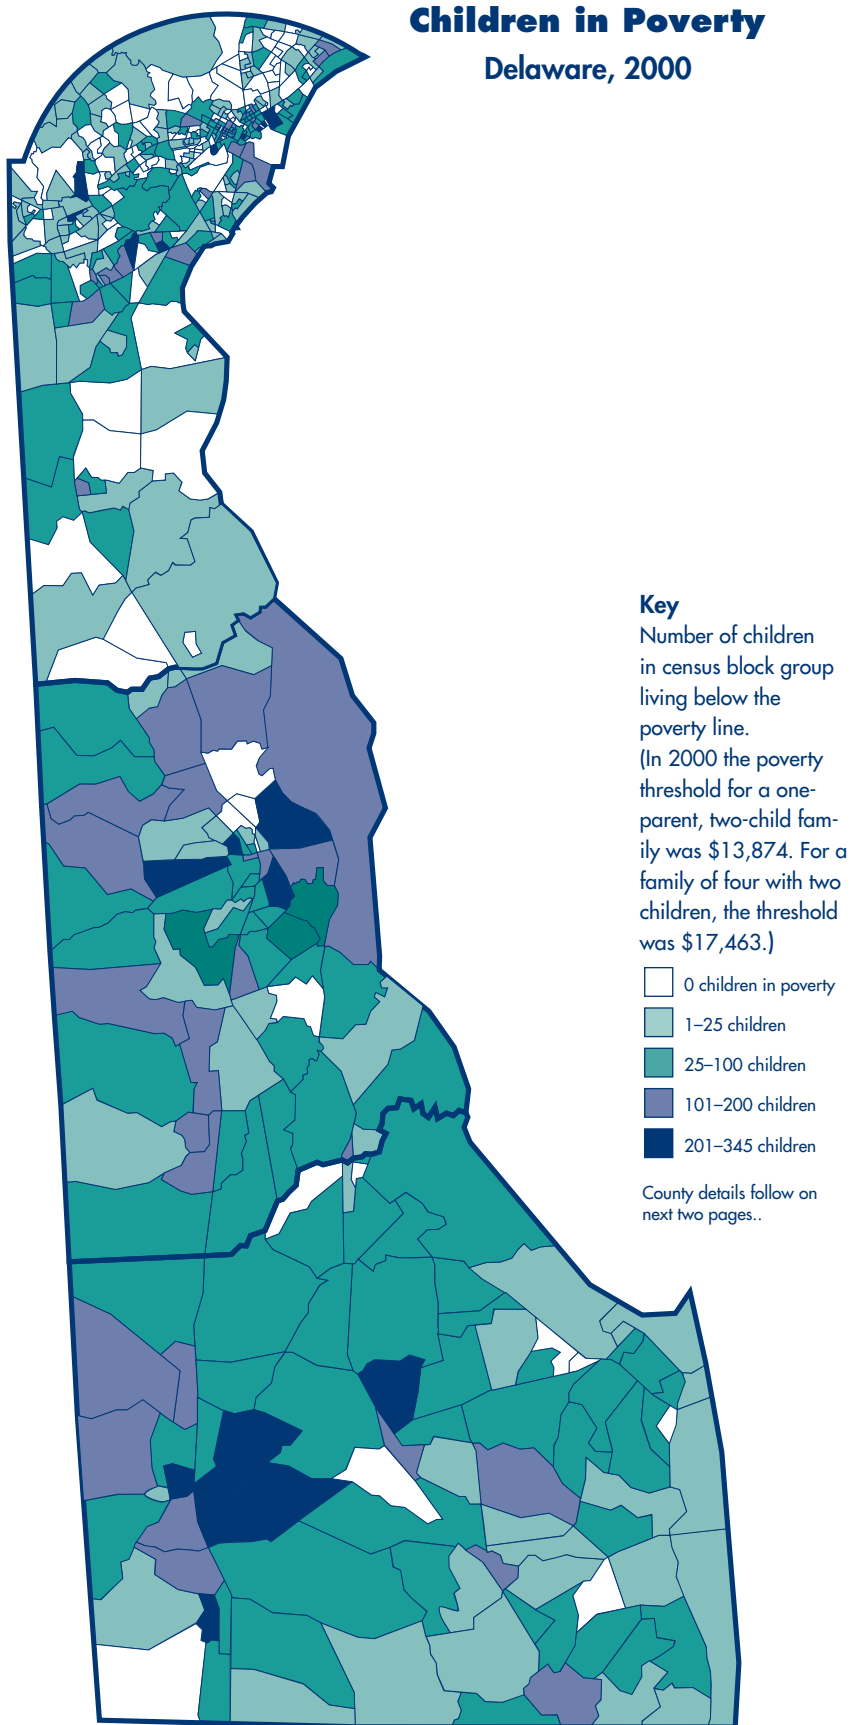 Children in Poverty
Delaware, 2000
Key
Number of children
in census block group
living below the
poverty line.
(In 2000 the poverty
threshold for a one-
parent, two-child fam-
ily was $13,874. For a
family of four with two
children, the threshold
was $17,463.)
0 children in poverty
1–25 children
25–100 children
101–200 children
201–345 children
County details follow on
next two pages..